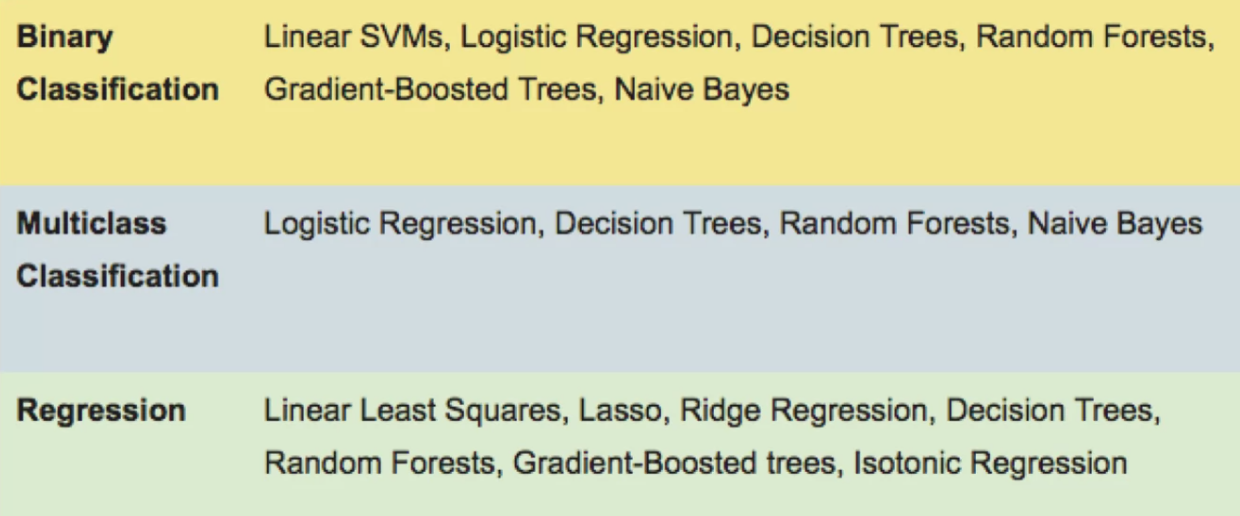 Binary Linear SVMs, Logistic Regression, Decision Trees, Random Forests,
Classification Gradient-Boosted Trees, Naive Bayes
Multiclass Logistic Regression, Decision Trees, Random Forests, Naive Bayes
Classification
Regression Linear Least Squares, Lasso, Ridge Regression, Decision Trees,
Random Forests, Gradient-Boosted trees, Isotonic Regression